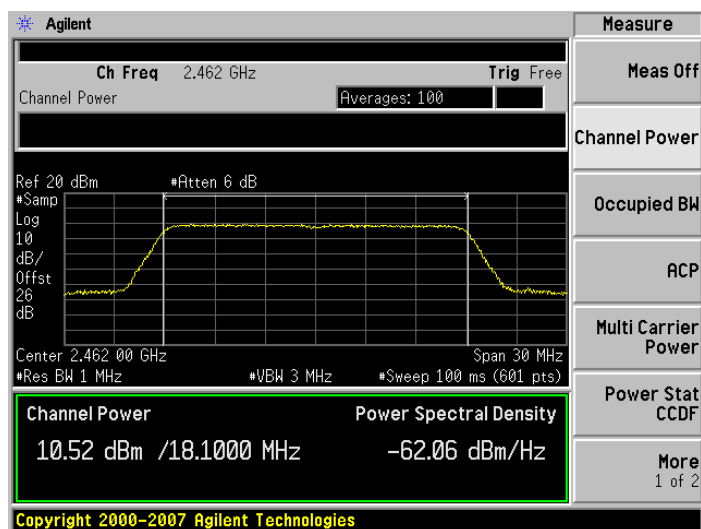 Agilent
Measure
Ch Freq 2.462 GHz Trig Free
Channel Power Averages: 100
Ref 20 dBm #Atten 6 dB
#Samp
Log
10
dB/
Offst
26
dB
Center 2.462 00 GHz Span 30 MHz
#Res BW 1 MHz #VBW 3 MHz #Sweep 100 ms (601 pts)
Channel Power Power Spectral Density
10.52 dBm /18.1000 MHz -62.06 dBm/Hz
Copyright 2000-2007 Agilent Technologies
Meas Off
Channel Power
Occupied BW
ACP
Multi Carrier
Power
Power Stat
CCDF
More
1 of 2